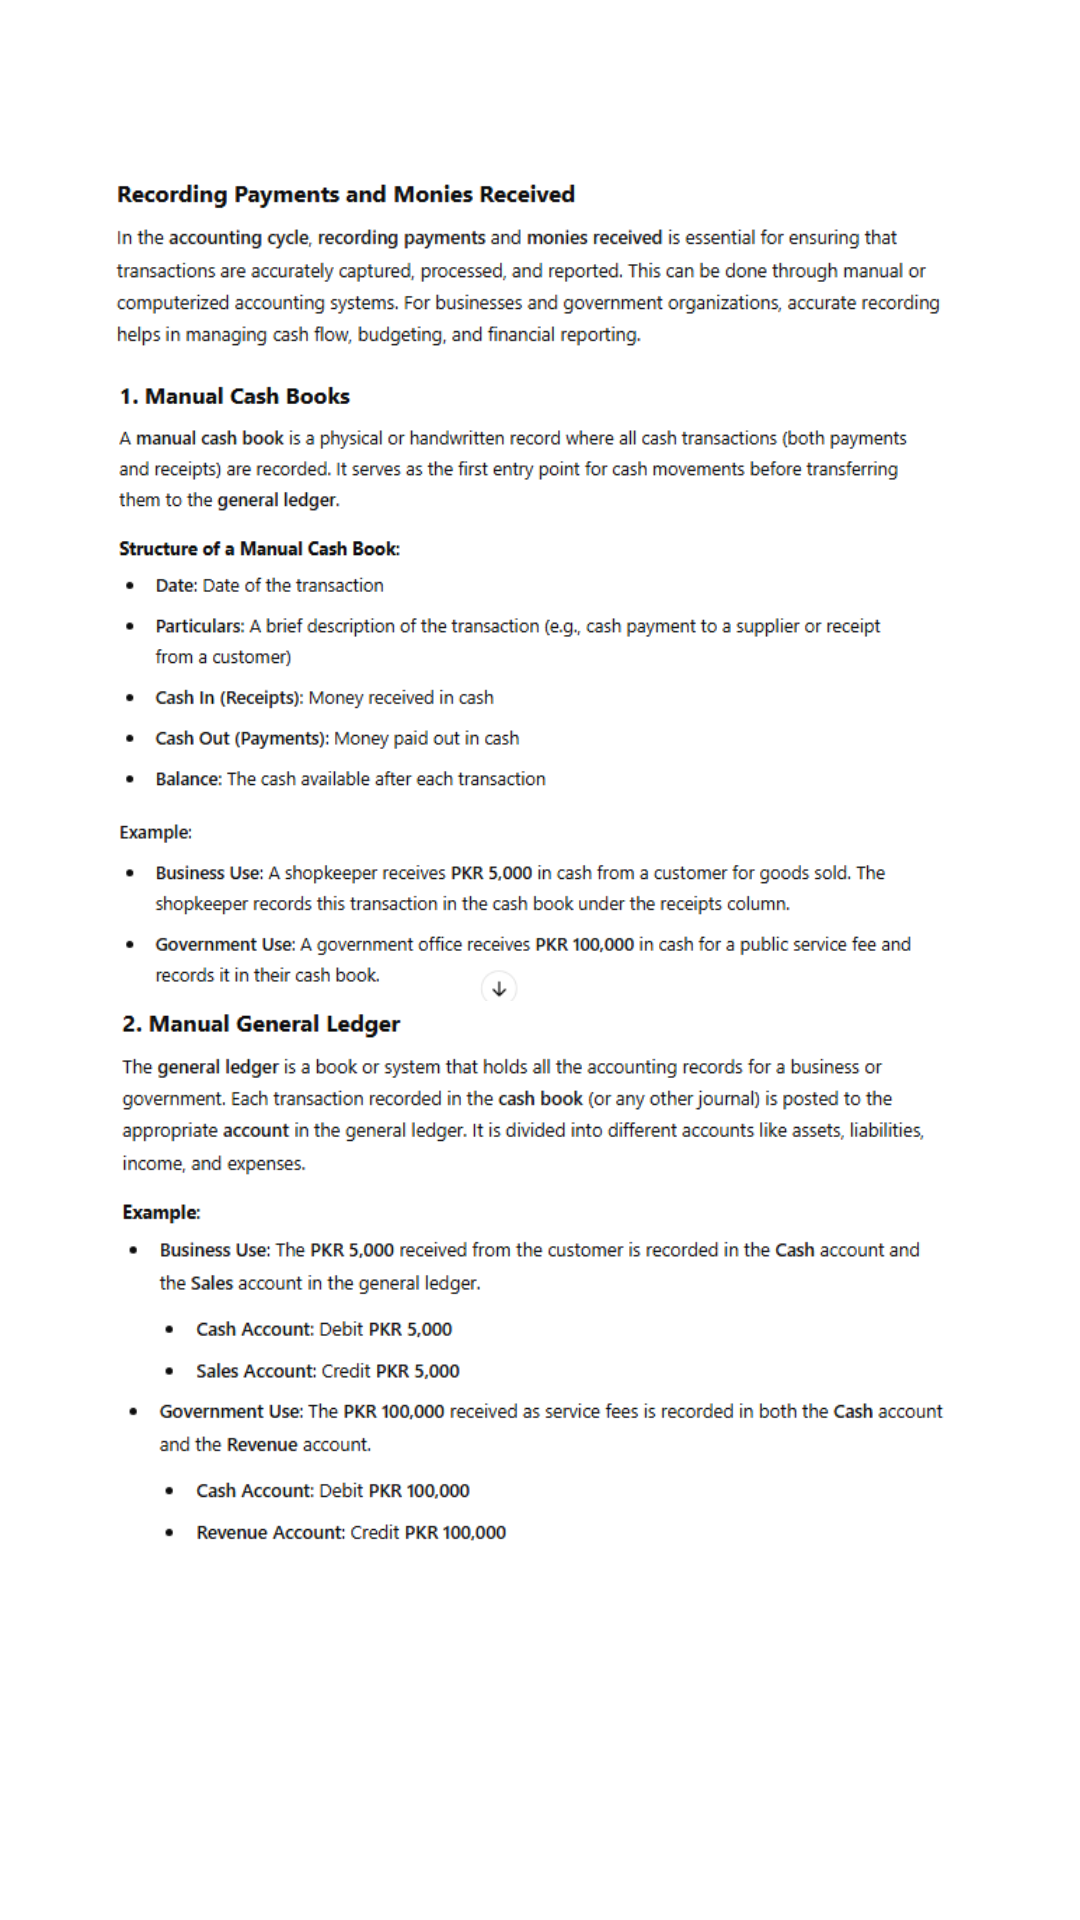 Recording Payments and Monies Received
In the accounting cycle, recording payments and monies received is essential for ensuring that
transactions are accurately captured, processed, and reported. This can be done through manual or
computerized accounting systems. For businesses and government organizations, accurate recording
helps in managing cash flow, budgeting, and financial reporting.
1. Manual Cash Books
A manual cash book is a physical or handwritten record where all cash transactions (both payments
and receipts) are recorded. It serves as the first entry point for cash movements before transferring
them to the general ledger.
Structure of a Manual Cash Book:
• Date: Date of the transaction
• Particulars: A brief description of the transaction (e.g., cash payment to a supplier or receipt
from a customer)
• Cash In (Receipts): Money received in cash
• Cash Out (Payments): Money paid out in cash
• Balance: The cash available after each transaction
Example:
• Business Use: A shopkeeper receives PKR 5,000 in cash from a customer for goods sold. The
shopkeeper records this transaction in the cash book under the receipts column.
• Government Use: A government office receives PKR 100,000 in cash for a public service fee and
records it in their cash book.
2. Manual General Ledger
The general ledger is a book or system that holds all the accounting records for a business or
government. Each transaction recorded in the cash book (or any other journal) is posted to the
appropriate account in the general ledger. It is divided into different accounts like assets, liabilities,
income, and expenses.
Example:
• Business Use: The PKR 5,000 received from the customer is recorded in the Cash account and
the Sales account in the general ledger.
• Cash Account: Debit PKR 5,000
• Sales Account: Credit PKR 5,000
• Government Use: The PKR 100,000 received as service fees is recorded in both the Cash account
and the Revenue account.
• Cash Account: Debit PKR 100,000
• Revenue Account: Credit PKR 100,000